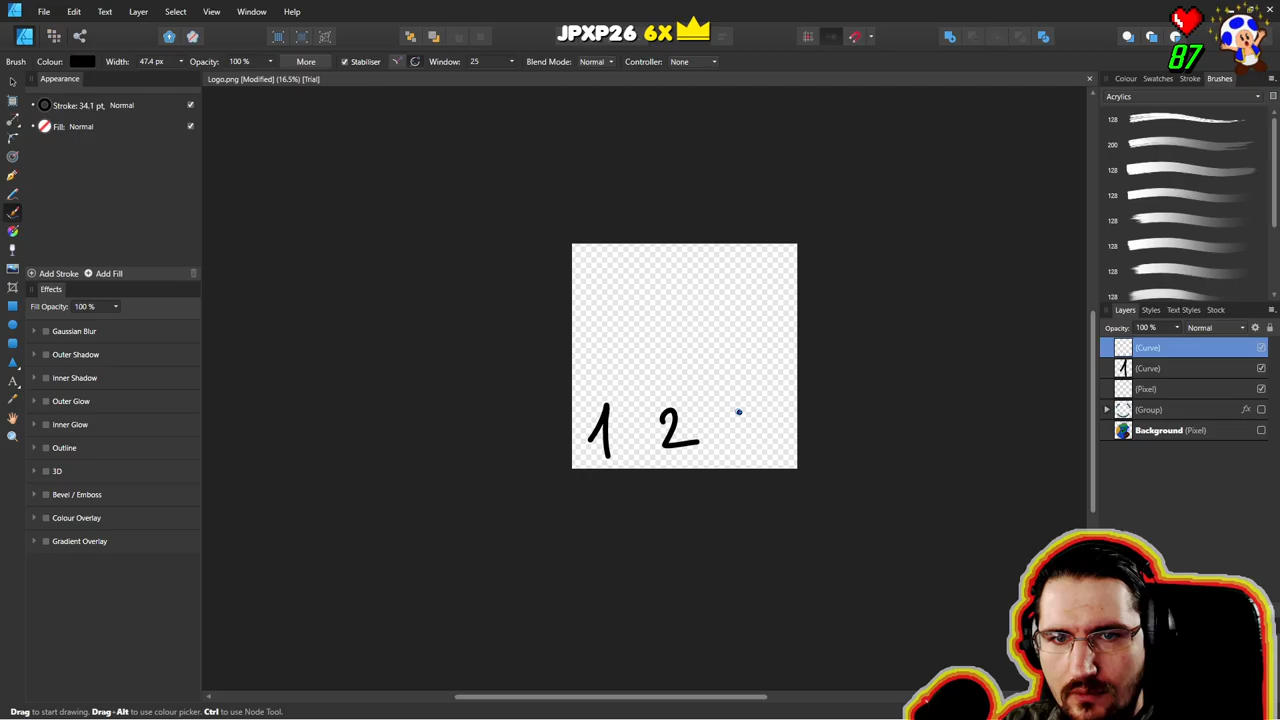 File Edit Text Layer Select View Window Help
JPXP26 6X
87
Brush Colour: Width: 47.4 px Opacity: 100 % More Stabiliser Window: 25 Blend Mode: Normal Controller: None
Appearance
Logo.png [Modified] (16.5%) [Trial]
Colour Swatches Stroke Brushes
Stroke: 34.1 pt, Normal
Fill: Normal
Acrylics
128
200
128
128
128
128
128
128
Add Stroke Add Fill
Effects
Fill Opacity: 100 %
Gaussian Blur
Outer Shadow
Inner Shadow
Outer Glow
Inner Glow
Outline
3D
Bevel / Emboss
Colour Overlay
Gradient Overlay
1 2
Layers Styles Text Styles Stock
Opacity: 100 % Normal
(Curve)
(Curve)
(Pixel)
(Group) fx
Background (Pixel)
Drag to start drawing. Drag+Alt to use colour picker. Ctrl to use Node Tool.